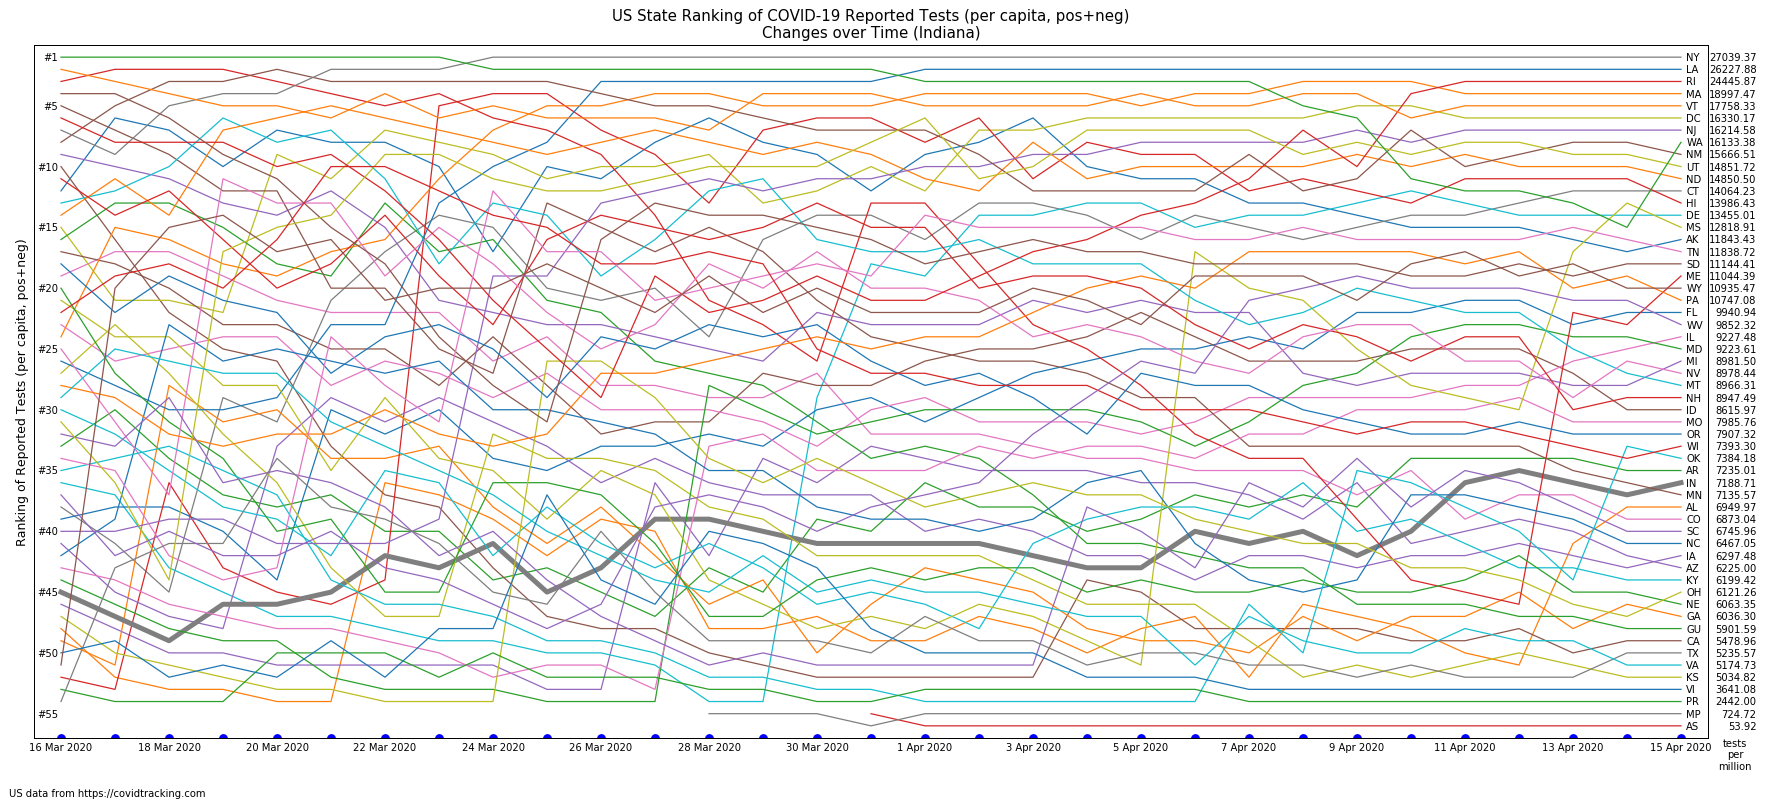 US State Ranking of COVID-19 Reported Tests (per capita, pos+neg)
Changes over Time (Indiana)
Ranking of Reported Tests (per capita, pos+neg)
#1
#5
#10
#15
#20
#25
#30
#35
#40
#45
#50
#55
NY 27039.37
LA 26227.88
RI 24445.87
MA 18997.47
VT 17758.33
DC 16330.17
NJ 16214.58
WA 16133.38
NM 15666.51
UT 14851.72
ND 14850.50
CT 14064.23
HI 13986.43
DE 13455.01
MS 12818.91
AK 11843.43
TN 11838.72
SD 11144.41
ME 11044.39
WY 10935.47
PA 10747.08
FL 9940.94
WV 9852.32
IL 9227.48
MD 9223.61
MI 8981.50
NV 8978.44
MT 8966.31
NH 8947.49
ID 8615.97
MO 7985.76
OR 7907.32
WI 7393.30
OK 7384.18
AR 7235.01
IN 7188.71
MN 7135.57
AL 6949.97
CO 6873.04
SC 6745.96
NC 6467.05
IA 6297.48
AZ 6225.00
KY 6199.42
OH 6121.26
NE 6063.35
GA 6036.30
GU 5901.59
CA 5478.96
TX 5235.57
VA 5174.73
KS 5034.82
VI 3641.08
PR 2442.00
MP 724.72
AS 53.92
16 Mar 2020 18 Mar 2020 20 Mar 2020 22 Mar 2020 24 Mar 2020 26 Mar 2020 28 Mar 2020 30 Mar 2020 1 Apr 2020 3 Apr 2020 5 Apr 2020 7 Apr 2020 9 Apr 2020 11 Apr 2020 13 Apr 2020 15 Apr 2020
tests
per
million
US data from https://covidtracking.com